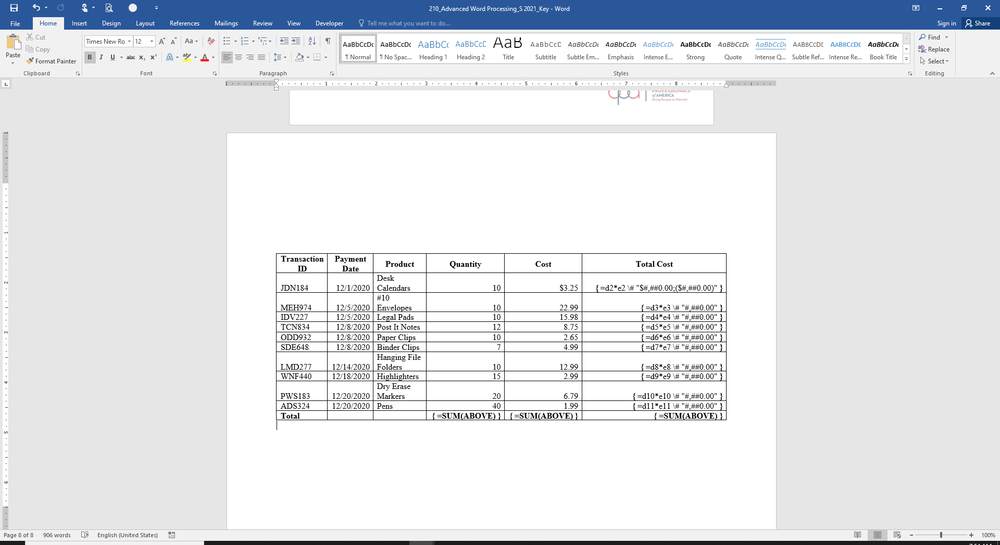 210_Advanced Word Processing_S 2021_Key - Word
File Home Insert Design Layout References Mailings Review View Developer Tell me what you want to do... Sign in Share
Paste
Cut
Copy
Format Painter
Clipboard
Times New Ro 12
Font
Paragraph
AaBbCcDc AaBbCcDc AaBbCc AaBbCcC AaB AaBbCcD AaBbCcDc AaBbCcDc AaBbCcDc AaBbCcDc AaBbCcDc AaBbCcDc AABBCCDE AABBCCDE AaBbCcDc
¶ Normal ¶ No Spac... Heading 1 Heading 2 Title Subtitle Subtle Em... Emphasis Intense E... Strong Quote Intense Q... Subtle Ref... Intense Re... Book Title
Styles
Find
Replace
Select
Editing
PROFESSIONALS
of AMERICA
Giving Purpose to Potential
Transaction ID Payment Date Product Quantity Cost Total Cost
JDN184 12/1/2020 Desk Calendars 10 $3.25 { =d2*e2 \# "$#,##0.00;($#,##0.00)" }
MEH974 12/5/2020 #10 Envelopes 10 22.99 { =d3*e3 \# "#,##0.00" }
IDV227 12/5/2020 Legal Pads 10 15.98 { =d4*e4 \# "#,##0.00" }
TCN834 12/8/2020 Post It Notes 12 8.75 { =d5*e5 \# "#,##0.00" }
ODD932 12/8/2020 Paper Clips 10 2.65 { =d6*e6 \# "#,##0.00" }
SDE648 12/8/2020 Binder Clips 7 4.99 { =d7*e7 \# "#,##0.00" }
LMD277 12/14/2020 Hanging File Folders 10 12.99 { =d8*e8 \# "#,##0.00" }
WNF440 12/18/2020 Highlighters 15 2.99 { =d9*e9 \# "#,##0.00" }
PWS183 12/20/2020 Dry Erase Markers 20 6.79 { =d10*e10 \# "#,##0.00" }
ADS324 12/20/2020 Pens 40 1.99 { =d11*e11 \# "#,##0.00" }
Total { =SUM(ABOVE) } { =SUM(ABOVE) } { =SUM(ABOVE) }
Page 8 of 8 906 words English (United States) 100%